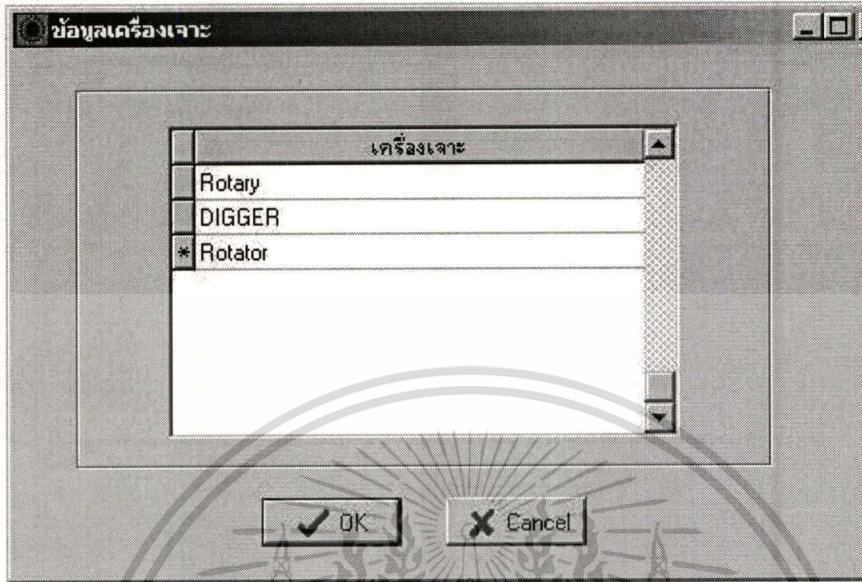 ข้อมูลเครื่องเจาะ
เครื่องเจาะ
Rotary
DIGGER
* Rotator
OK
Cancel